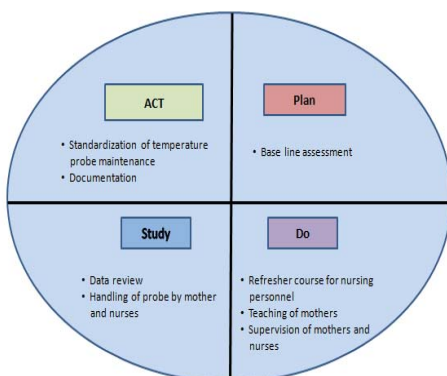 ACT
• Standardization of temperature
probe maintenance
• Documentation
Plan
• Base line assessment
Study
• Data review
• Handling of probe by mother
and nurses
Do
• Refresher course for nursing
personnel
• Teaching of mothers
• Supervision of mothers and
nurses